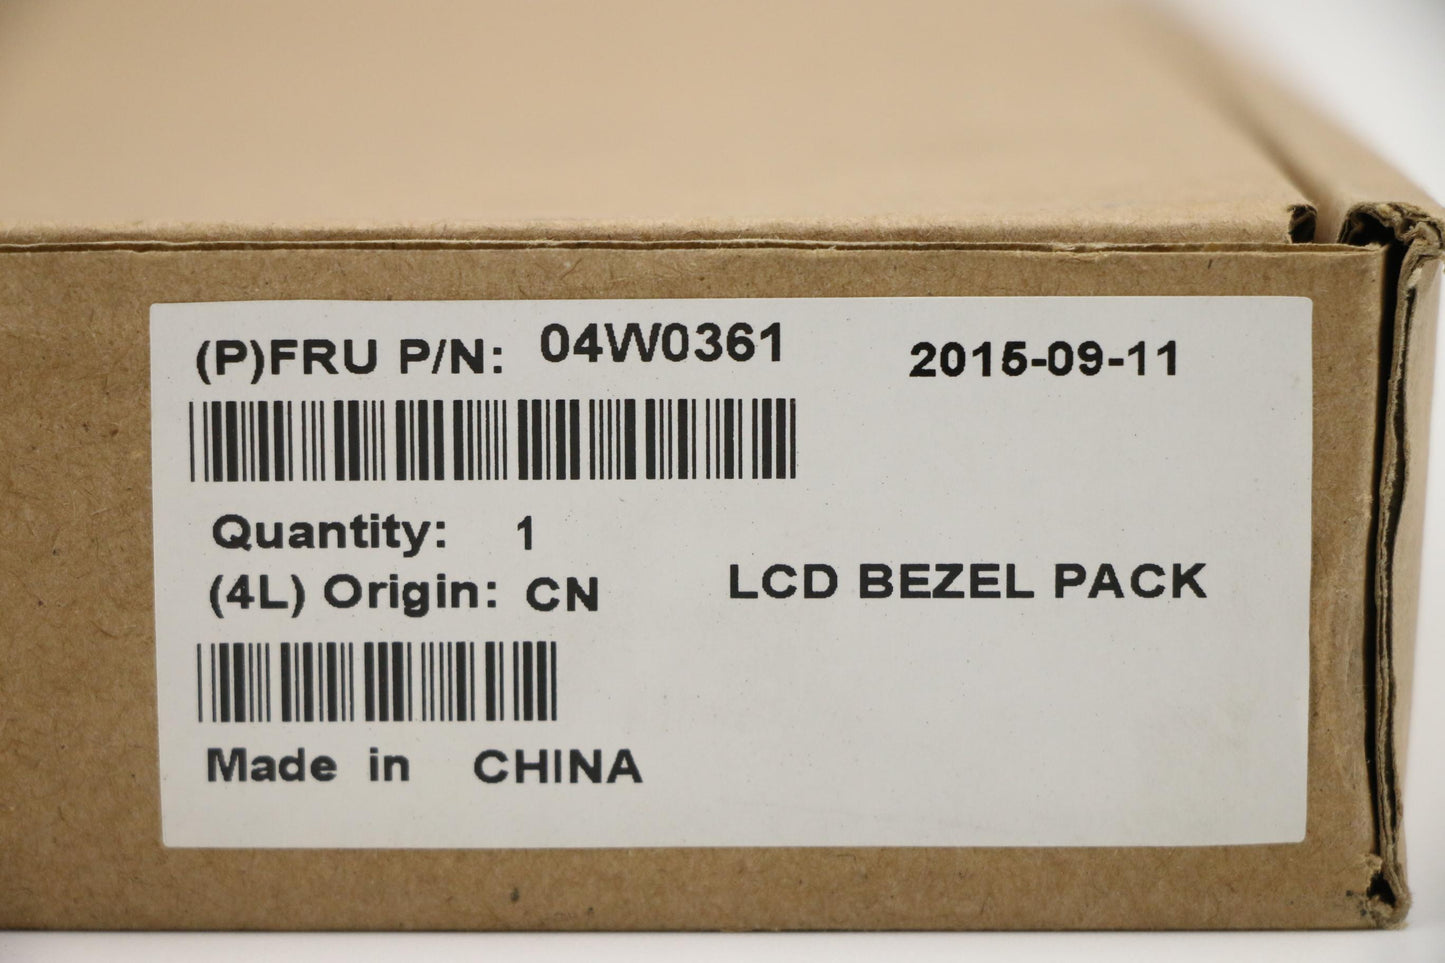 (P)FRU P/N: 04W0361 2015-09-11
Quantity: 1
(4L) Origin: CN LCD BEZEL PACK
Made in CHINA